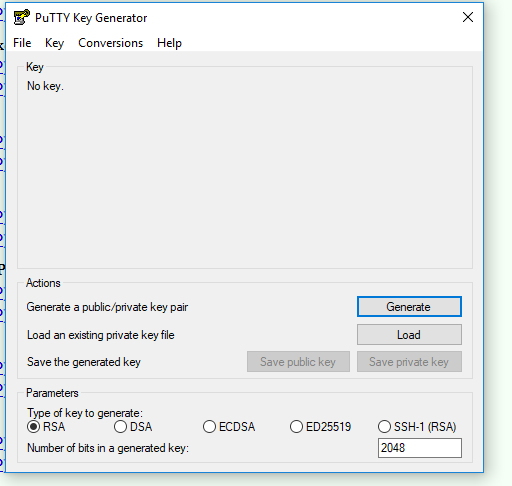 PuTTY Key Generator
File Key Conversions Help
Key
No key.
Actions
Generate a public/private key pair Generate
Load an existing private key file Load
Save the generated key Save public key Save private key
Parameters
Type of key to generate:
RSA DSA ECDSA ED25519 SSH-1 (RSA)
Number of bits in a generated key: 2048